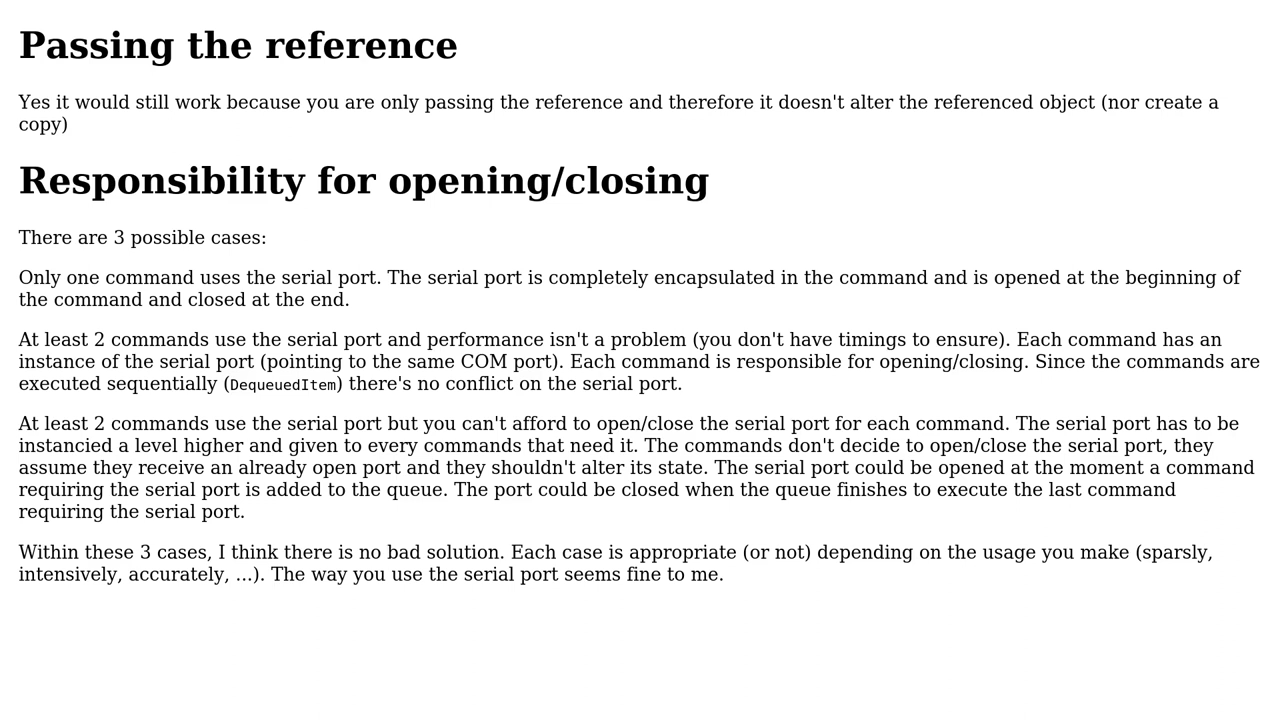 Passing the reference
Yes it would still work because you are only passing the reference and therefore it doesn't alter the referenced object (nor create a
copy)
Responsibility for opening/closing
There are 3 possible cases:
Only one command uses the serial port. The serial port is completely encapsulated in the command and is opened at the beginning of
the command and closed at the end.
At least 2 commands use the serial port and performance isn't a problem (you don't have timings to ensure). Each command has an
instance of the serial port (pointing to the same COM port). Each command is responsible for opening/closing. Since the commands are
executed sequentially (DequeuedItem) there's no conflict on the serial port.
At least 2 commands use the serial port but you can't afford to open/close the serial port for each command. The serial port has to be
instancied a level higher and given to every commands that need it. The commands don't decide to open/close the serial port, they
assume they receive an already open port and they shouldn't alter its state. The serial port could be opened at the moment a command
requiring the serial port is added to the queue. The port could be closed when the queue finishes to execute the last command
requiring the serial port.
Within these 3 cases, I think there is no bad solution. Each case is appropriate (or not) depending on the usage you make (sparsly,
intensively, accurately, ...). The way you use the serial port seems fine to me.